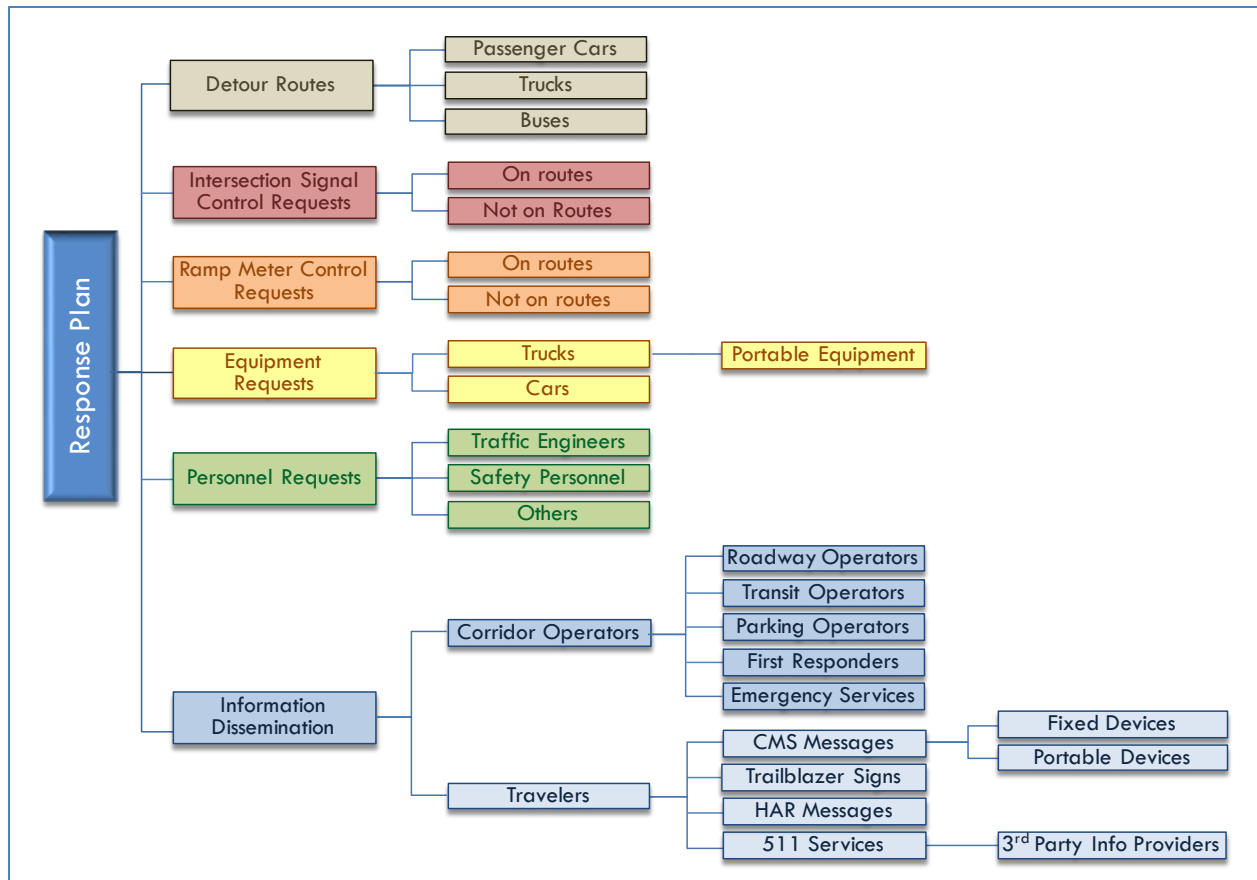 Response Plan
Detour Routes
Passenger Cars
Trucks
Buses
Intersection Signal
Control Requests
On routes
Not on Routes
Ramp Meter Control
Requests
On routes
Not on routes
Equipment
Requests
Trucks
Portable Equipment
Cars
Personnel Requests
Traffic Engineers
Safety Personnel
Others
Information
Dissemination
Corridor Operators
Roadway Operators
Transit Operators
Parking Operators
First Responders
Emergency Services
Travelers
CMS Messages
Fixed Devices
Portable Devices
Trailblazer Signs
HAR Messages
511 Services
3rd Party Info Providers